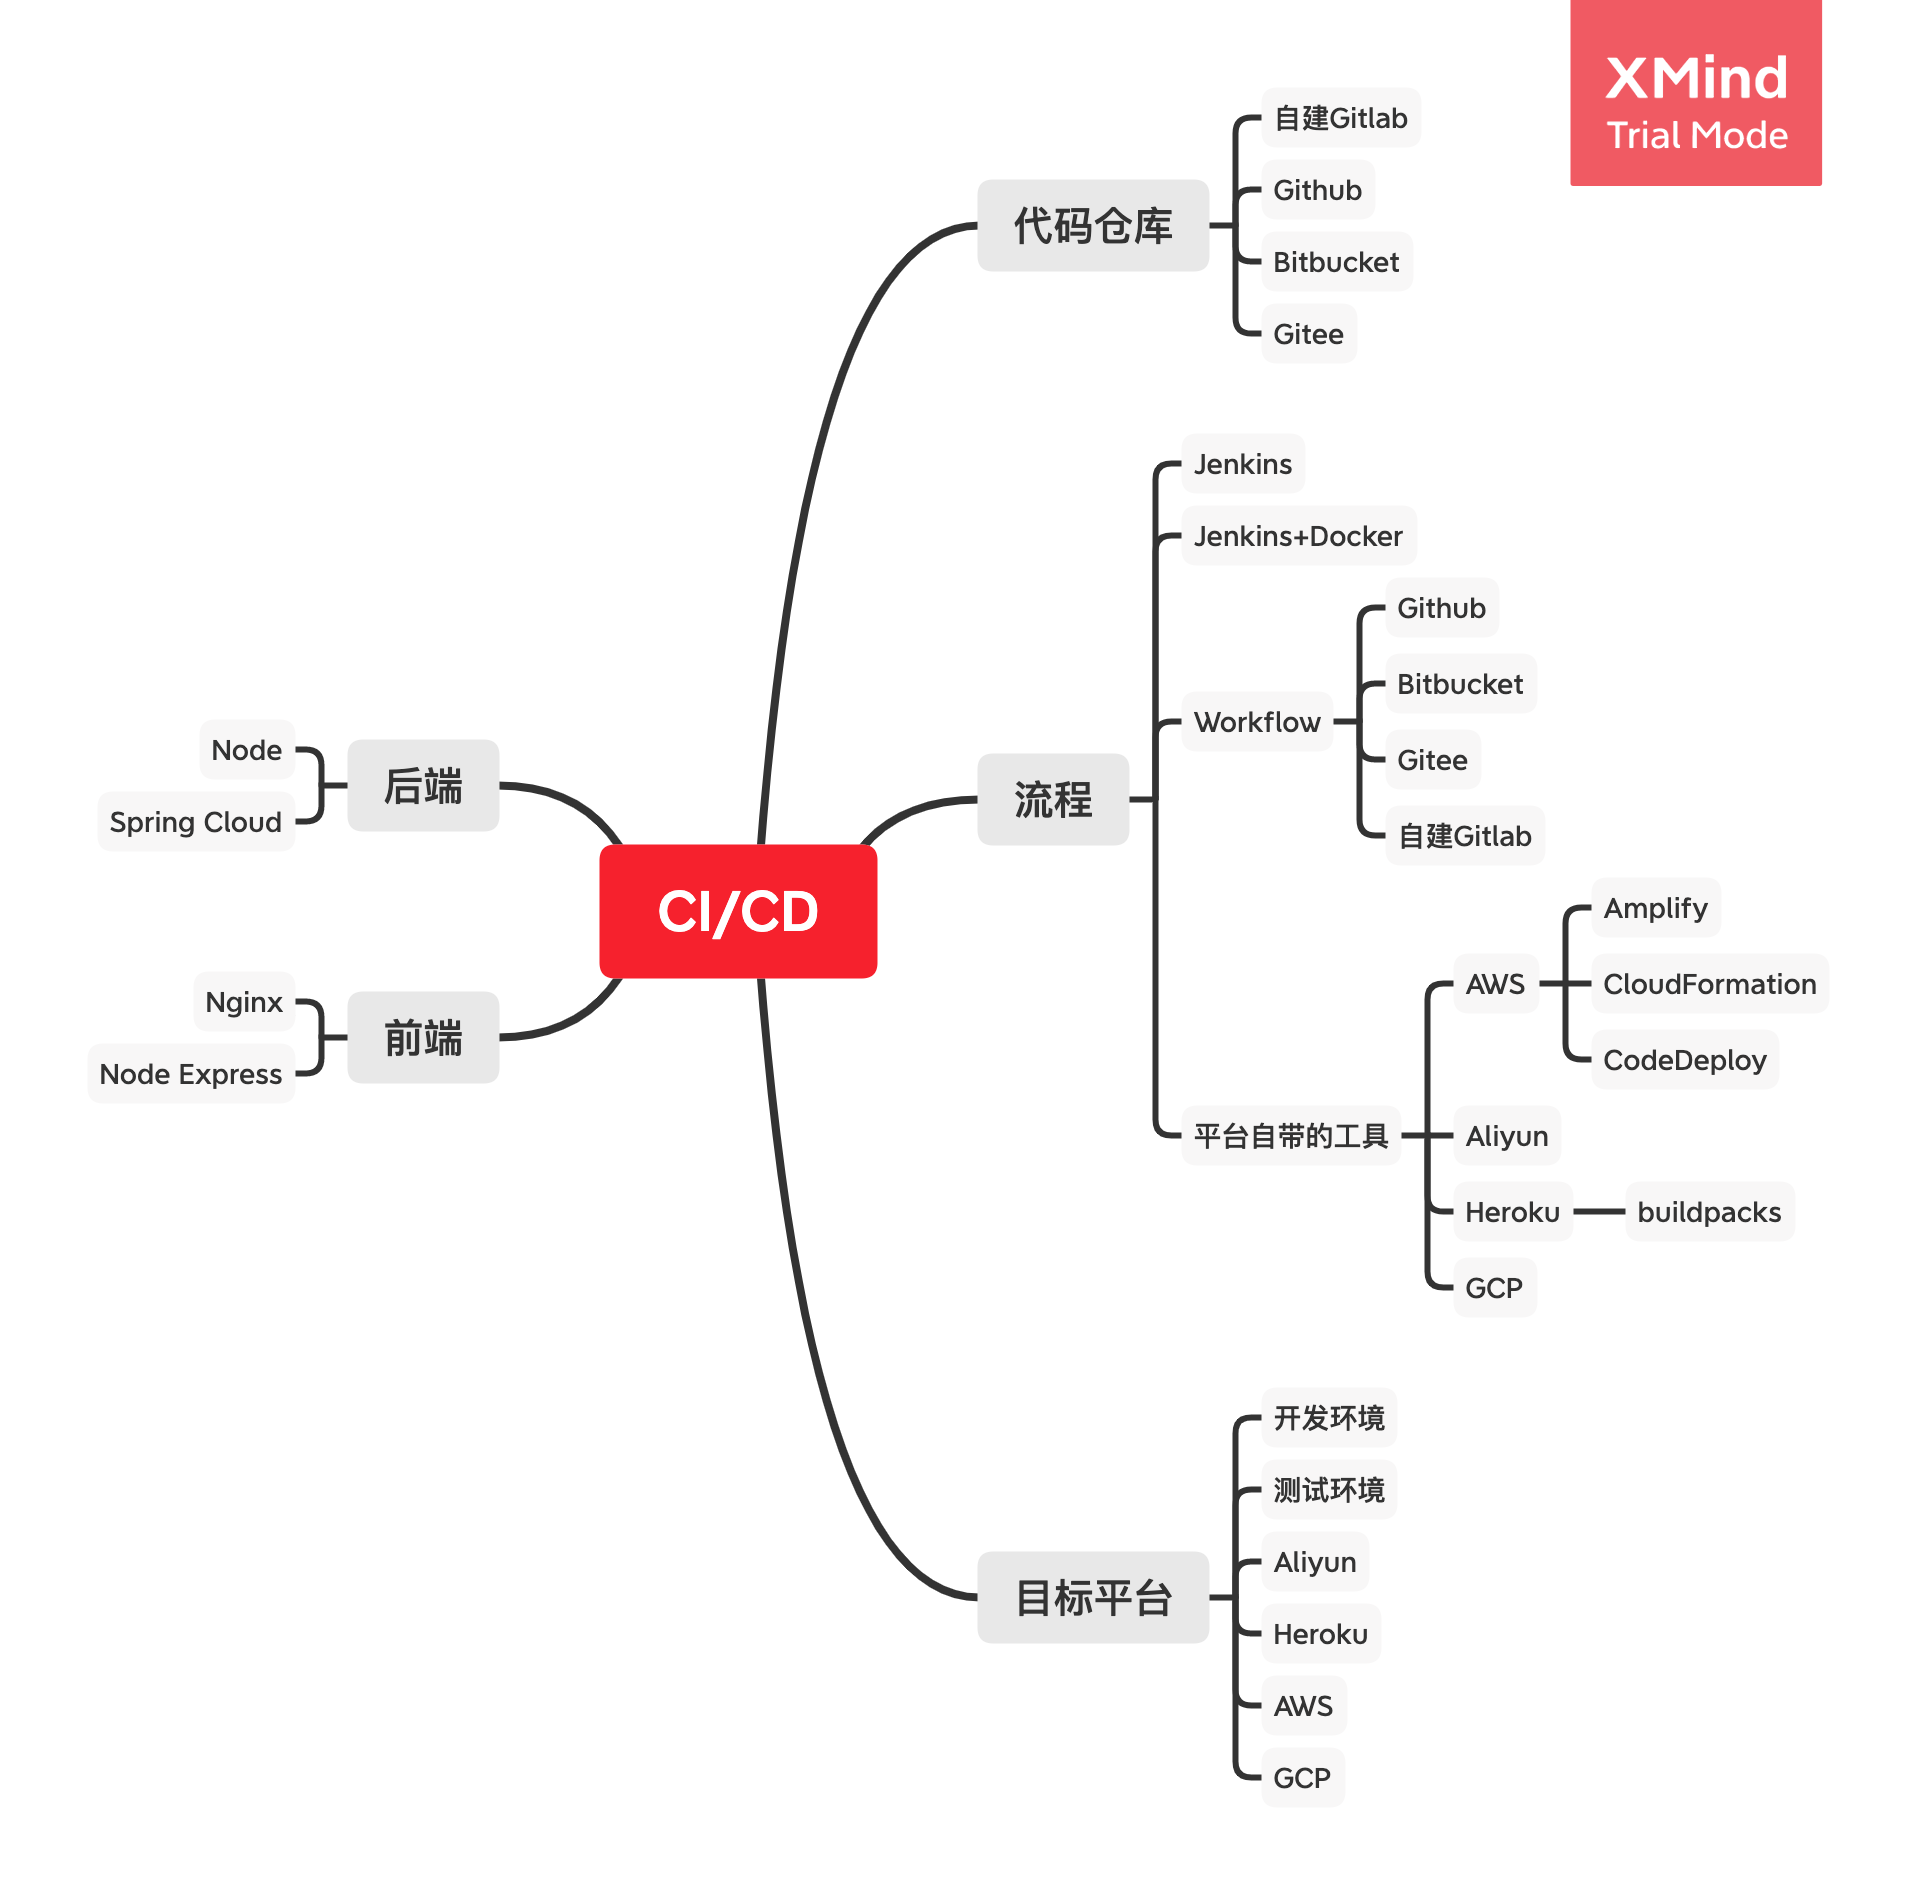 XMind
Trial Mode
CI/CD
代码仓库
自建Gitlab
Github
Bitbucket
Gitee
流程
Jenkins
Jenkins+Docker
Workflow
Github
Bitbucket
Gitee
自建Gitlab
平台自带的工具
AWS
Amplify
CloudFormation
CodeDeploy
Aliyun
Heroku
buildpacks
GCP
目标平台
开发环境
测试环境
Aliyun
Heroku
AWS
GCP
后端
Node
Spring Cloud
前端
Nginx
Node Express